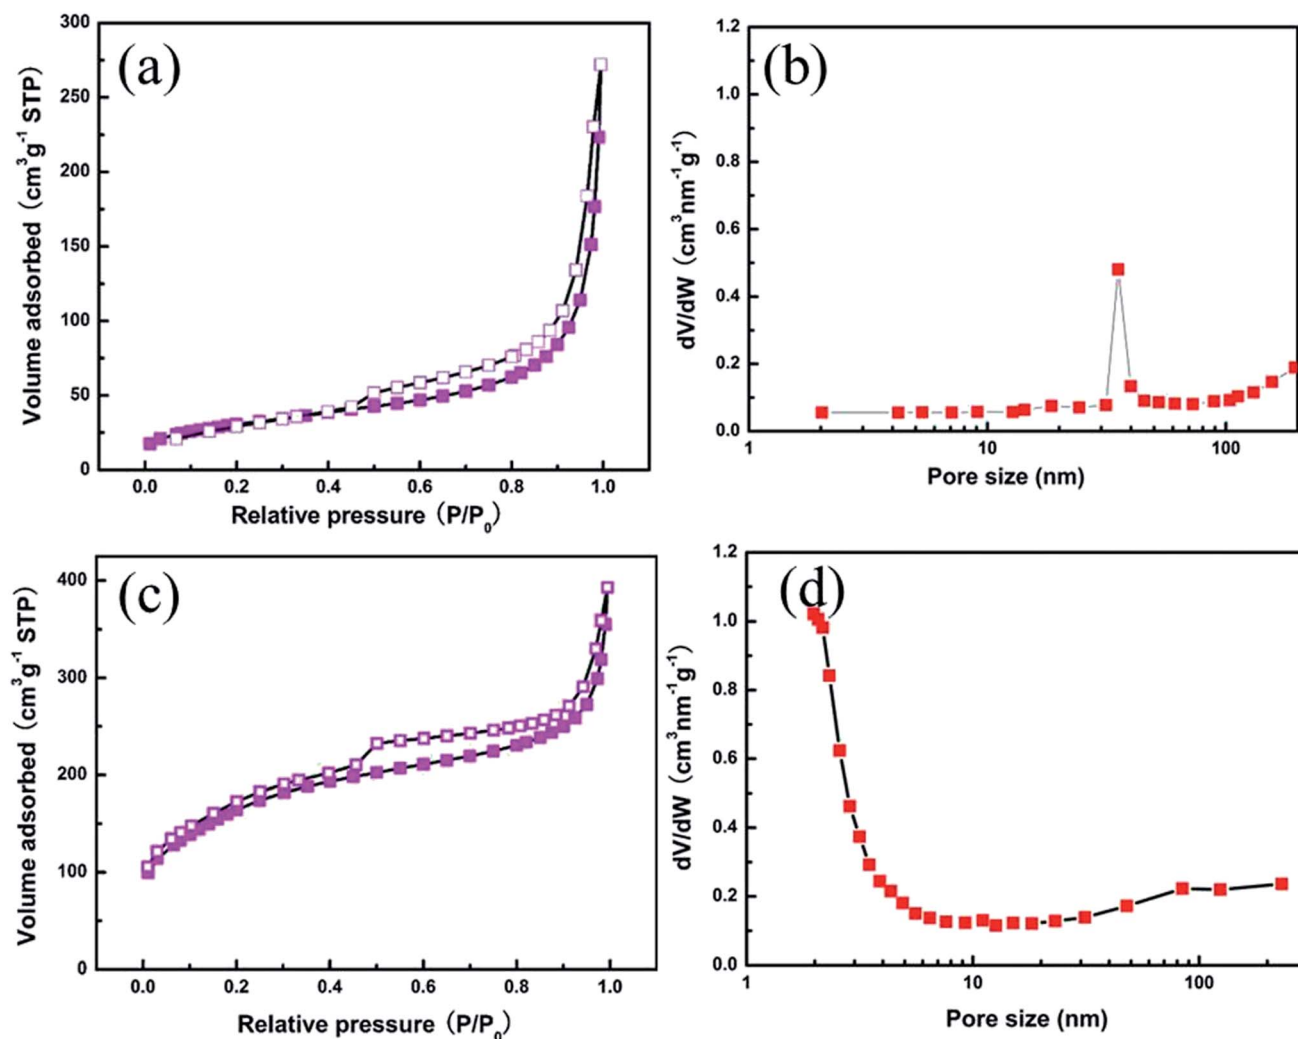 (a)
Volume adsorbed (cm³g⁻¹ STP)
300
250
200
150
100
50
0
0.0 0.2 0.4 0.6 0.8 1.0
Relative pressure (P/P₀)
(b)
dV/dW (cm³nm⁻¹g⁻¹)
1.2
1.0
0.8
0.6
0.4
0.2
0.0
1 10 100
Pore size (nm)
(c)
Volume adsorbed (cm³g⁻¹ STP)
400
300
200
100
0
0.0 0.2 0.4 0.6 0.8 1.0
Relative pressure (P/P₀)
(d)
dV/dW (cm³nm⁻¹g⁻¹)
1.2
1.0
0.8
0.6
0.4
0.2
0.0
1 10 100
Pore size (nm)